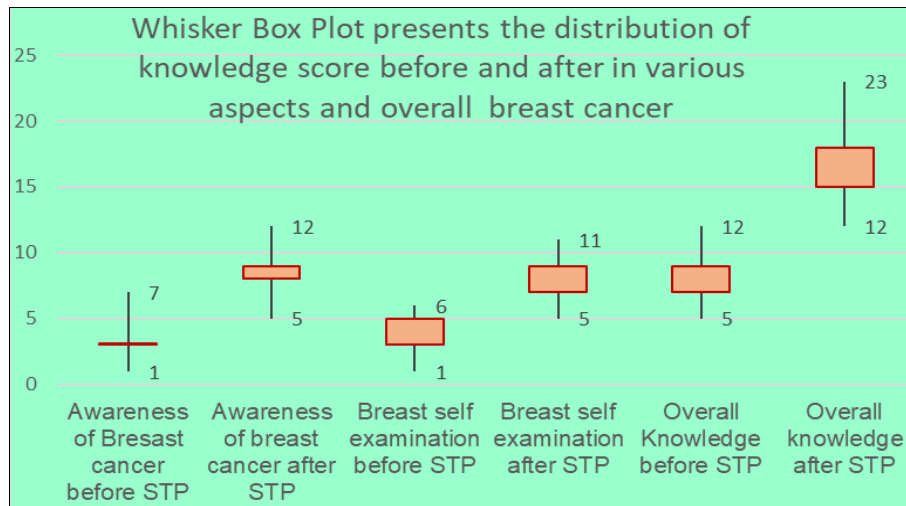 Whisker Box Plot presents the distribution of
knowledge score before and after in various
aspects and overall breast cancer
25
20
15
10
5
0
7
1
12
5
6
1
11
5
12
5
23
12
Awareness
of Bresast
cancer
before STP
Awareness
of breast
cancer after
STP
Breast self
examination
before STP
Breast self
examination
after STP
Overall
Knowledge
before STP
Overall
knowledge
after STP